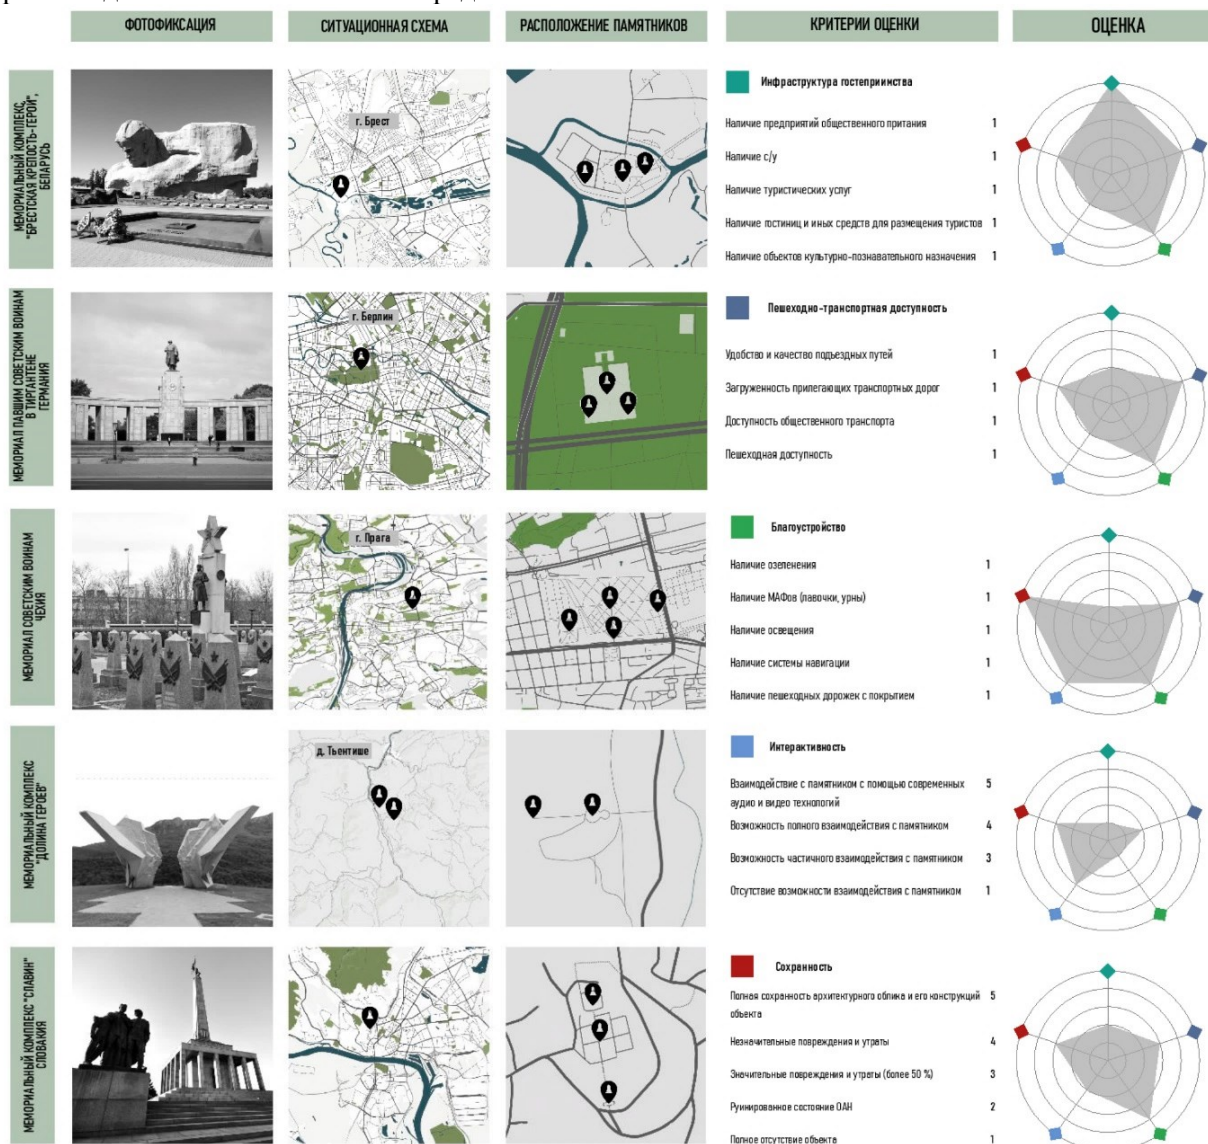 ФОТОФИКСАЦИЯ
СИТУАЦИОННАЯ СХЕМА
РАСПОЛОЖЕНИЕ ПАМЯТНИКОВ
КРИТЕРИИ ОЦЕНКИ
ОЦЕНКА
МЕМОРИАЛЬНЫЙ КОМПЛЕКС,
"БРЕСТСКАЯ КРЕПОСТЬ-ГЕРОЙ",
БЕЛАРУСЬ
г. Брест
Инфраструктура гостеприимства
Наличие предприятий общественного притания 1
Наличие с/у 1
Наличие туристических услуг 1
Наличие гостиниц и иных средств для размещения туристов 1
Наличие объектов культурно-познавательного назначения 1
МЕМОРИАЛ ПАВШИМ СОВЕТСКИМ ВОИНАМ
В ТИРГАНТЕНЕ
ГЕРМАНИЯ
г. Берлин
Пешеходно-транспортная доступность
Удобство и качество подъездных путей 1
Загруженность прилегающих транспортных дорог 1
Доступность общественного транспорта 1
Пешеходная доступность 1
МЕМОРИАЛ СОВЕТСКИМ ВОИНАМ
ЧЕХИЯ
г. Прага
Благоустройство
Наличие озеленения 1
Наличие МАФов (лавочки, урны) 1
Наличие освещения 1
Наличие системы навигации 1
Наличие пешеходных дорожек с покрытием 1
МЕМОРИАЛЬНЫЙ КОМПЛЕКС
"ДОЛИНА ГЕРОЕВ"
д. Тьентише
Интерактивность
Взаимодействие с памятником с помощью современных 5
аудио и видео технологий
Возможность полного взаимодействия с памятником 4
Возможность частичного взаимодействия с памятником 3
Отсутствие возможности взаимодействия с памятником 1
МЕМОРИАЛЬНЫЙ КОМПЛЕКС "СЛАВИН"
СЛОВАКИЯ
Сохранность
Полная сохранность архитектурного облика и его конструкций 5
объекта
Незначительные повреждения и утраты 4
Значительные повреждения и утраты (более 50 %) 3
Руинированное состояние ОАН 2
Полное отсутствие объекта 1